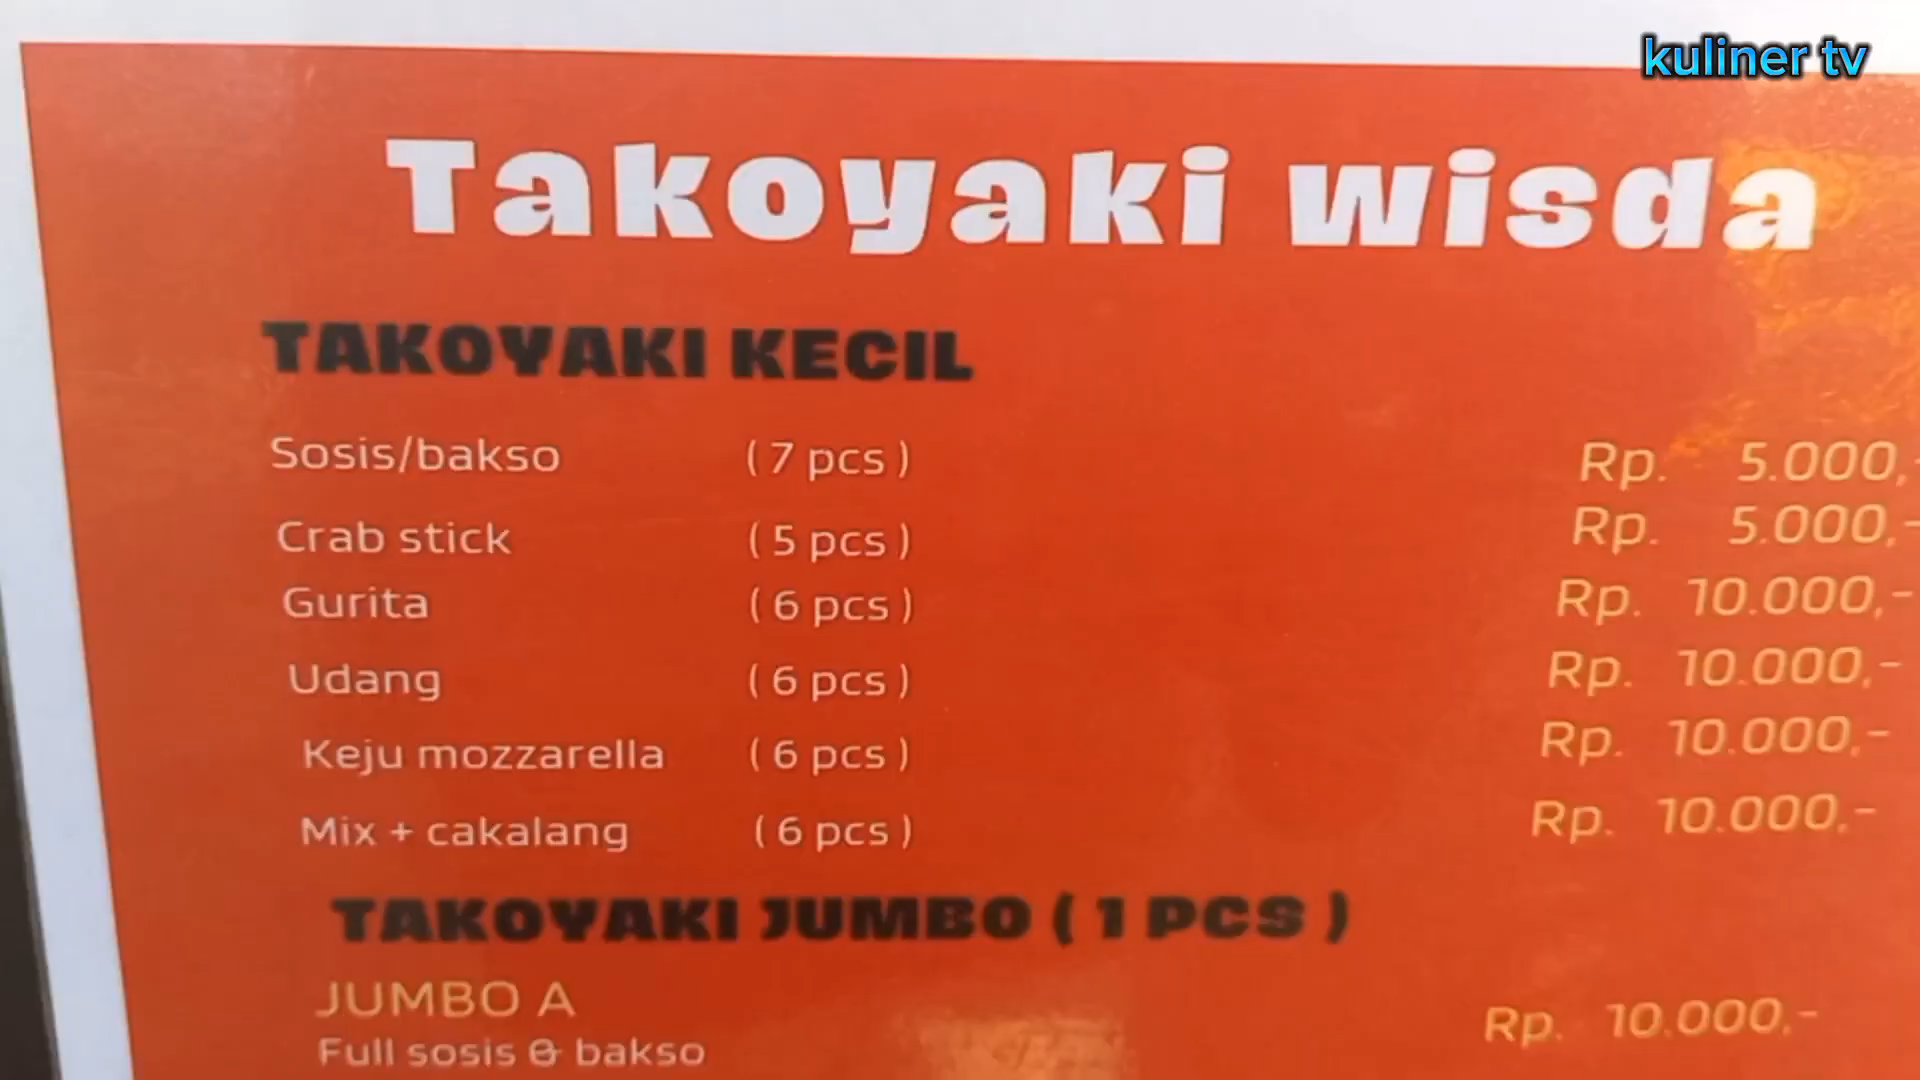 kuliner tv
Takoyaki wisda
TAKOYAKI KECIL
Sosis/bakso ( 7 pcs ) Rp. 5.000,-
Crab stick ( 5 pcs ) Rp. 5.000,-
Gurita ( 6 pcs ) Rp. 10.000,-
Udang ( 6 pcs ) Rp. 10.000,-
Keju mozzarella ( 6 pcs ) Rp. 10.000,-
Mix + cakalang ( 6 pcs ) Rp. 10.000,-
TAKOYAKI JUMBO ( 1 PCS )
JUMBO A Rp. 10.000,-
Full sosis & bakso